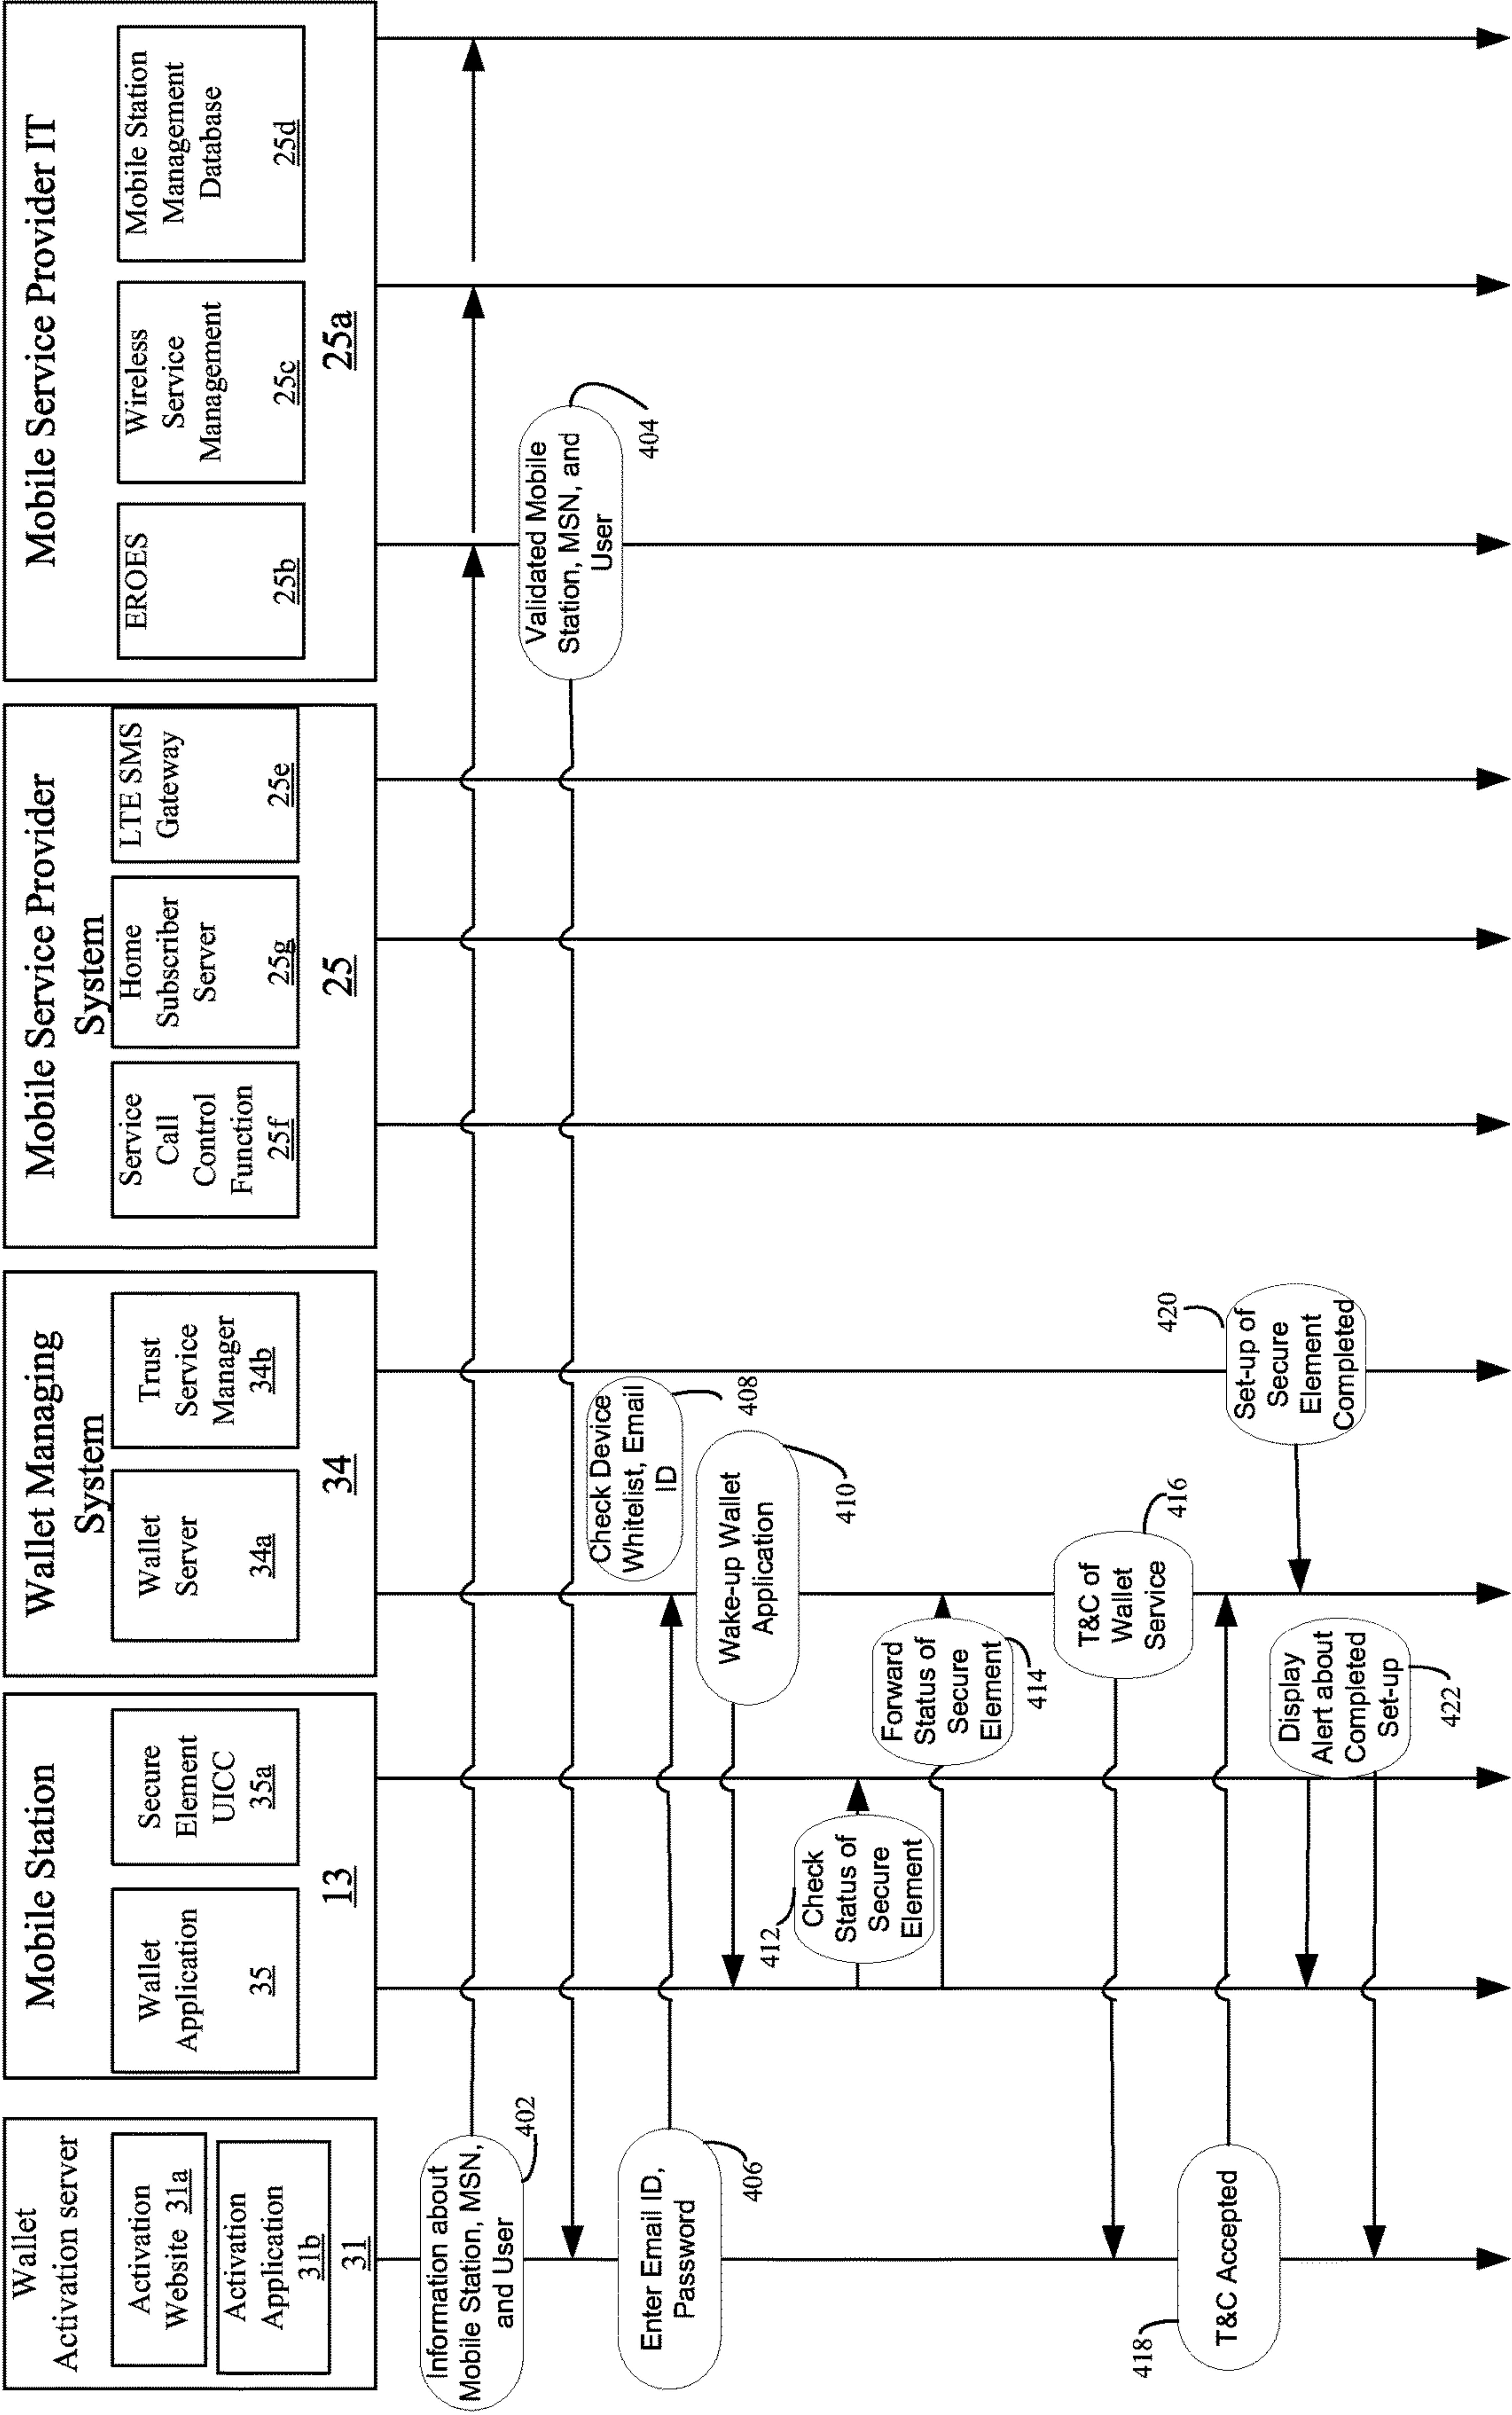 Wallet
Activation server
Activation
Website 31a
Activation
Application
31b
31
Mobile Station
Wallet
Application
35
Secure
Element
UICC
35a
13
Wallet Managing
System
Wallet
Server
34a
Trust
Service
Manager
34b
34
Mobile Service Provider
System
Service
Call
Control
Function
25f
Home
Subscriber
Server
25g
LTE SMS
Gateway
25e
25
Mobile Service Provider IT
EROES
25b
Wireless
Service
Management
25c
Mobile Station
Management
Database
25d
25a
Information about
Mobile Station, MSN,
and User
402
Validated Mobile
Station, MSN, and
User
404
Enter Email ID,
Password
406
Check Device
Whitelist, Email
ID
408
Wake-up Wallet
Application
410
412
Check
Status of
Secure
Element
Forward
Status of
Secure
Element
414
T&C of
Wallet
Service
416
418
T&C Accepted
420
Set-up of
Secure
Element
Completed
Display
Alert about
Completed
Set-up
422